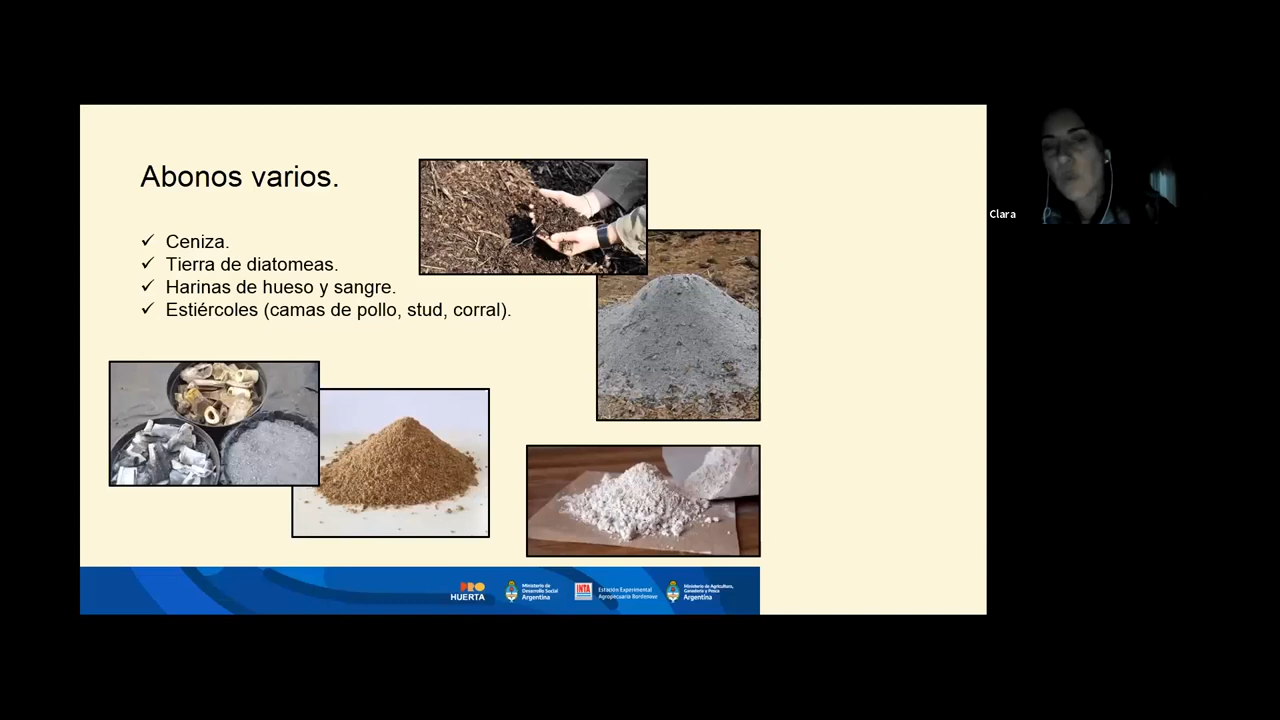 Abonos varios.
✓ Ceniza.
✓ Tierra de diatomeas.
✓ Harinas de hueso y sangre.
✓ Estiércoles (camas de pollo, stud, corral).
Clara
PRO
HUERTA
Ministerio de
Desarrollo Social
Argentina
INTA
Estación Experimental
Agropecuaria Bordenave
Ministerio de Agricultura,
Ganadería y Pesca
Argentina